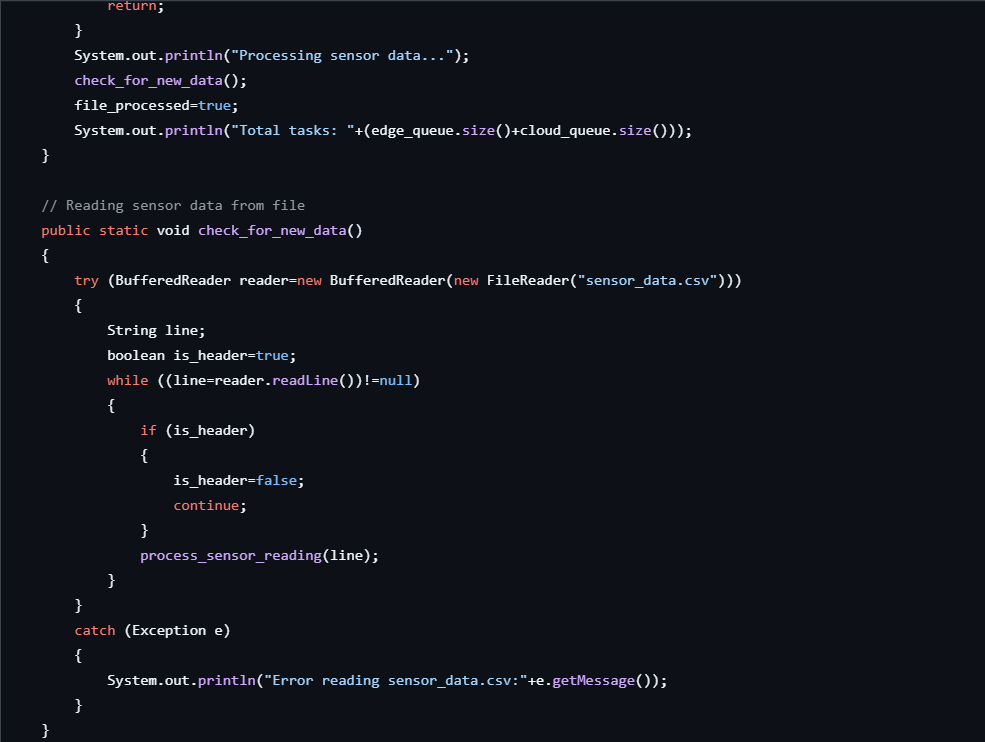 return;
        }
        System.out.println("Processing sensor data...");
        check_for_new_data();
        file_processed=true;
        System.out.println("Total tasks: "+(edge_queue.size()+cloud_queue.size()));
    }

    // Reading sensor data from file
    public static void check_for_new_data()
    {
        try (BufferedReader reader=new BufferedReader(new FileReader("sensor_data.csv")))
        {
            String line;
            boolean is_header=true;
            while ((line=reader.readLine())!=null)
            {
                if (is_header)
                {
                    is_header=false;
                    continue;
                }
                process_sensor_reading(line);
            }
        }
        catch (Exception e)
        {
            System.out.println("Error reading sensor_data.csv:"+e.getMessage());
        }
    }